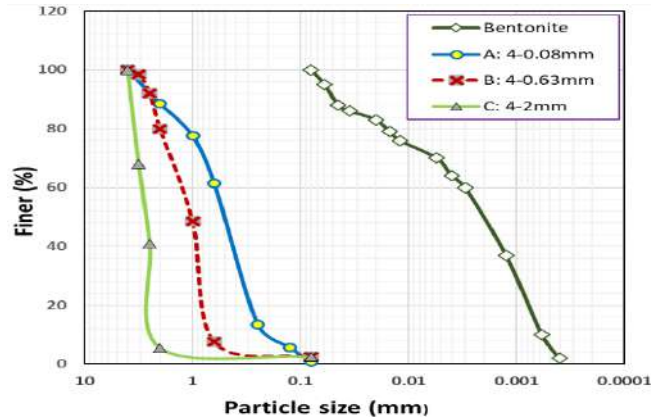 Bentonite
A: 4-0.08mm
B: 4-0.63mm
C: 4-2mm
120
100
80
60
40
20
0
Finer (%)
10 1 0.1 0.01 0.001 0.0001
Particle size (mm)